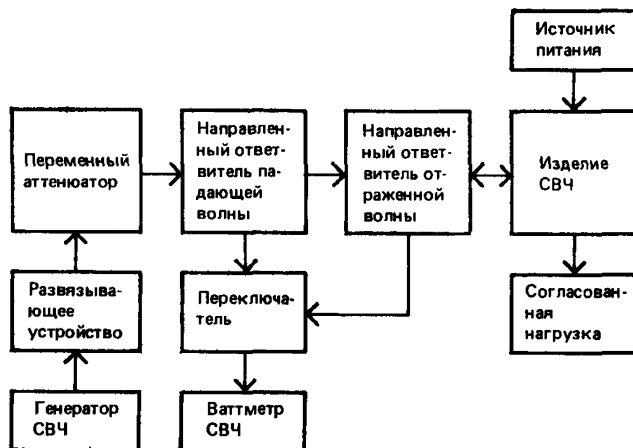 Источник
питания
Переменный
аттенюатор
Направлен-
ный ответ-
витель па-
дающей
волны
Направлен-
ный ответ-
витель от-
раженной
волны
Изделие
СВЧ
Развязыва-
ющее
устройство
Переключа-
тель
Согласован-
ная
нагрузка
Генератор
СВЧ
Ваттметр
СВЧ